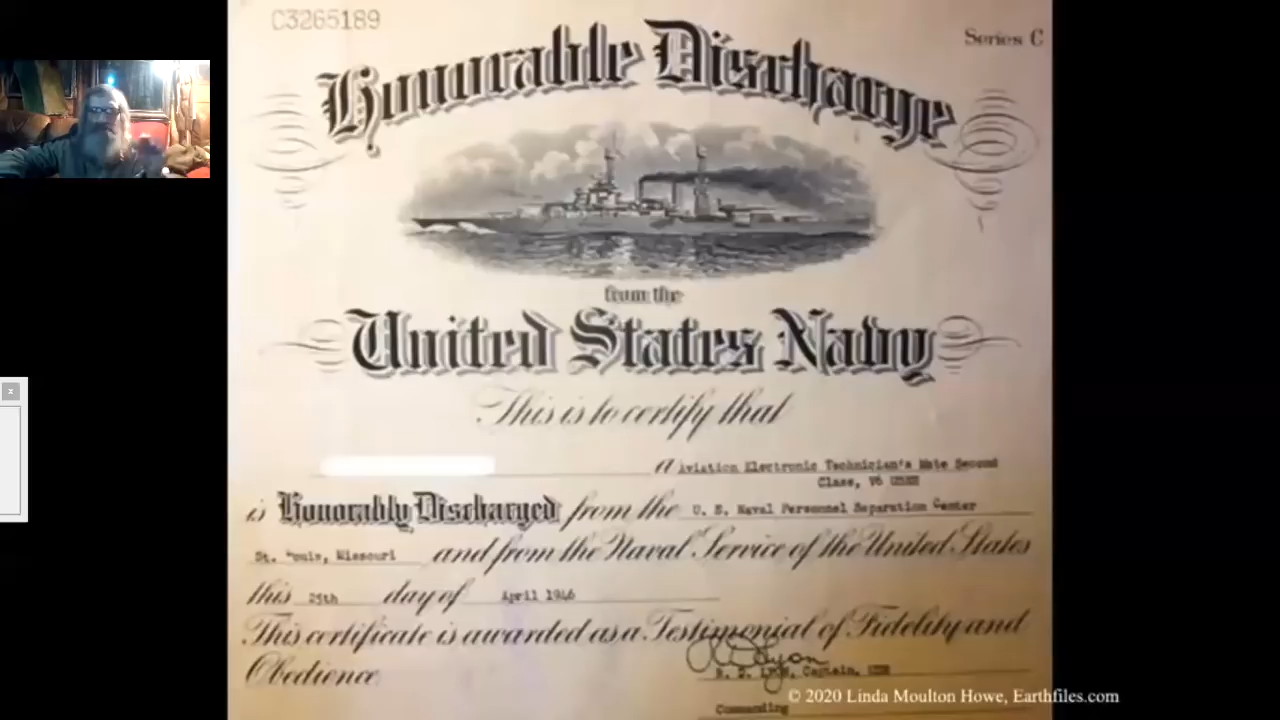 C3265189
Series C
Honorable Discharge
from the
United States Navy
This is to certify that
a Aviation Electronic Technician's Mate Second
Class, V6 USNR
is Honorably Discharged from the U. S. Naval Personnel Separation Center
St. Louis, Missouri and from the Naval Service of the United States
this 25th day of April 1946
This certificate is awarded as a Testimonial of Fidelity and
Obedience
LYON, Captain, USN
© 2020 Linda Moulton Howe, Earthfiles.com
Commanding
x